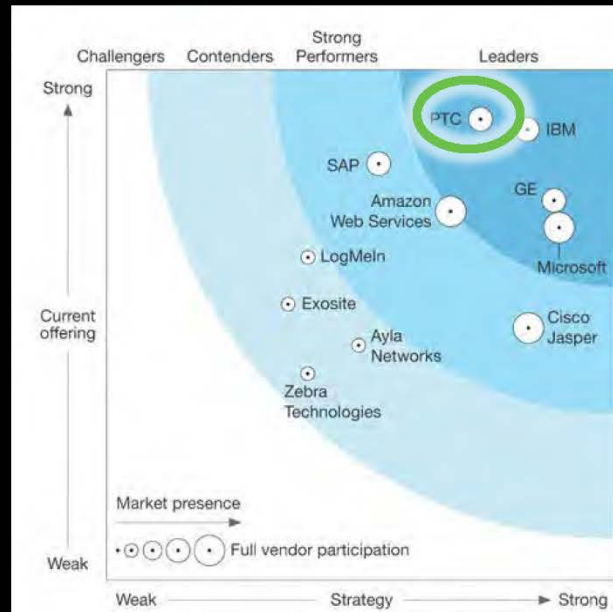 Challengers
Contenders
Strong
Performers
Leaders
Strong
PTC
IBM
SAP
GE
Amazon
Web Services
Microsoft
LogMeIn
Exosite
Current
offering
Cisco
Jasper
Ayla
Networks
Zebra
Technologies
Market presence
Full vendor participation
Weak
Weak
Strategy
Strong